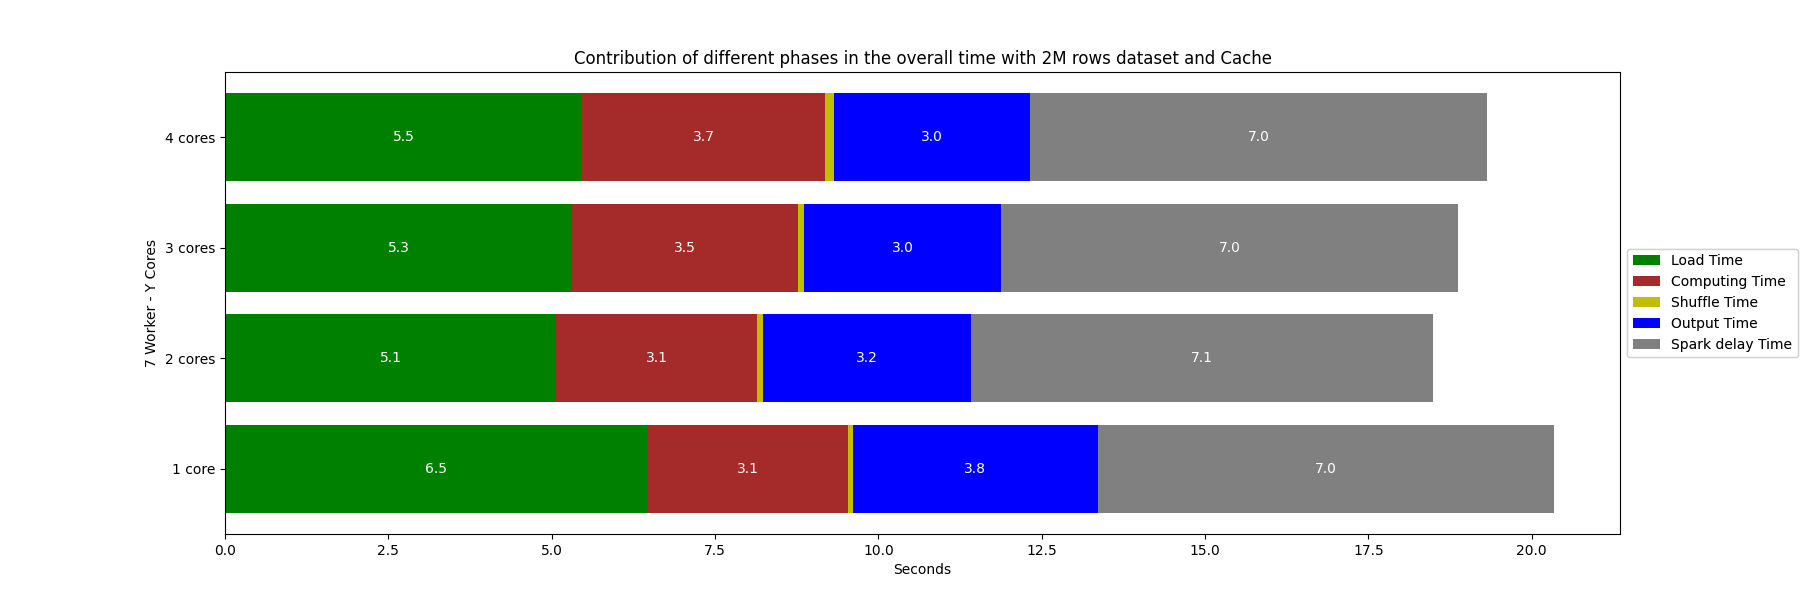 Contribution of different phases in the overall time with 2M rows dataset and Cache
7 Worker - Y Cores
4 cores
5.5
3.7
3.0
7.0
3 cores
5.3
3.5
3.0
7.0
2 cores
5.1
3.1
3.2
7.1
1 core
6.5
3.1
3.8
7.0
0.0
2.5
5.0
7.5
10.0
12.5
15.0
17.5
20.0
Seconds
Load Time
Computing Time
Shuffle Time
Output Time
Spark delay Time